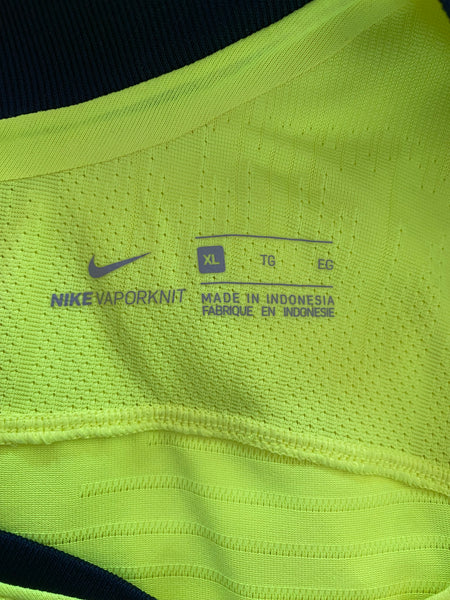 NIKE VAPORKNIT
XL TG EG
MADE IN INDONESIA
FABRIQUE EN INDONESIE